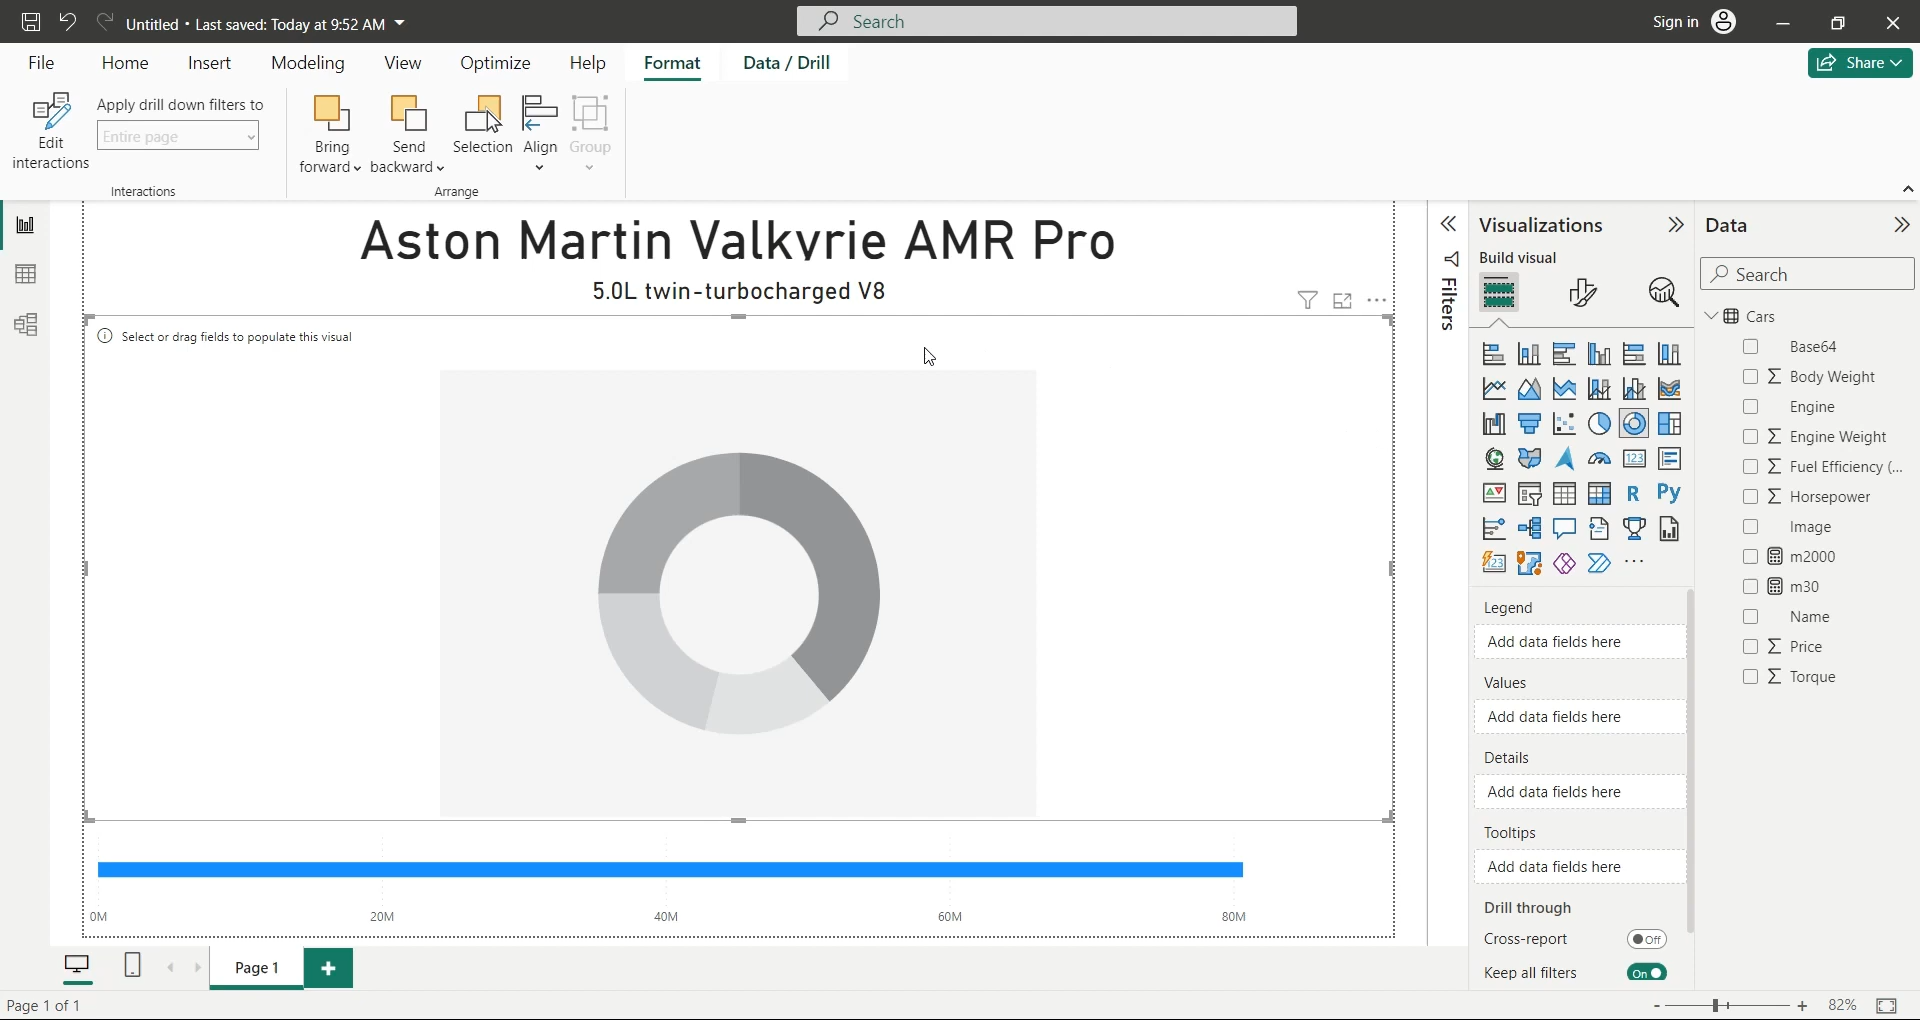 Untitled • Last saved: Today at 9:52 AM
Search
Sign in
File Home Insert Modeling View Optimize Help Format Data / Drill
Share
Edit interactions
Apply drill down filters to
Entire page
Interactions
Bring forward
Send backward
Selection
Align
Group
Arrange
Aston Martin Valkyrie AMR Pro
5.0L twin-turbocharged V8
Select or drag fields to populate this visual
0M 20M 40M 60M 80M
Filters
Visualizations
Build visual
123
R
Py
123
Legend
Add data fields here
Values
Add data fields here
Details
Add data fields here
Tooltips
Add data fields here
Drill through
Cross-report Off
Keep all filters On
Data
Search
Cars
Base64
Σ Body Weight
Engine
Σ Engine Weight
Σ Fuel Efficiency (...
Σ Horsepower
Image
m2000
m30
Name
Σ Price
Σ Torque
Page 1
Page 1 of 1
- + 82%